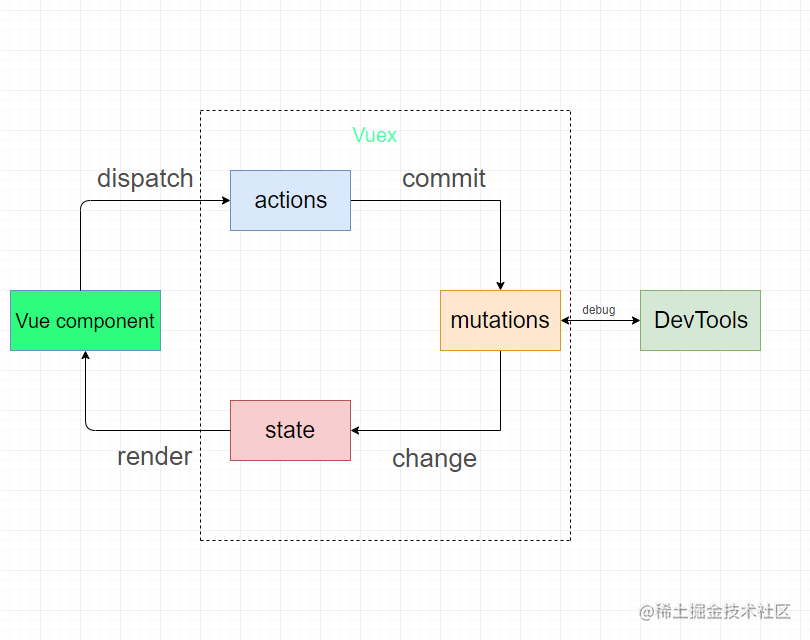 Vuex
dispatch
actions
commit
Vue component
mutations
debug
DevTools
state
render
change
@稀土掘金技术社区